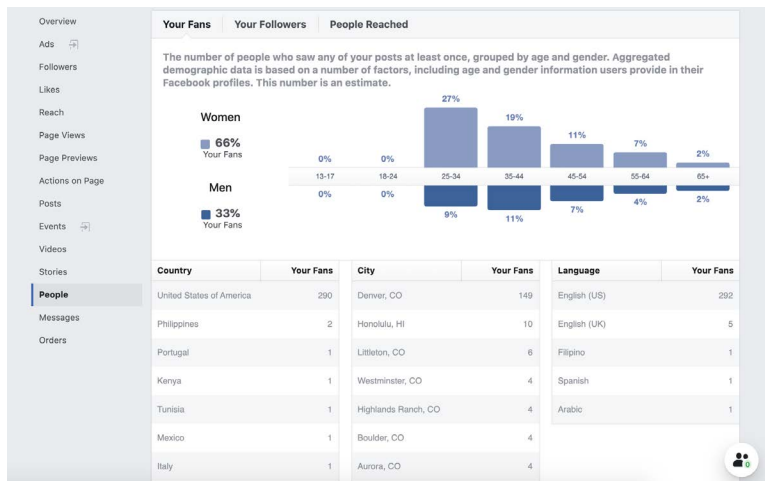 Overview
Ads
Followers
Likes
Reach
Page Views
Page Previews
Actions on Page
Posts
Events
Videos
Stories
People
Messages
Orders
Your Fans Your Followers People Reached
The number of people who saw any of your posts at least once, grouped by age and gender. Aggregated
demographic data is based on a number of factors, including age and gender information users provide in their
Facebook profiles. This number is an estimate.
Women
66%
Your Fans
0% 0% 27% 19% 11% 7% 2%
13-17 18-24 25-34 35-44 45-54 55-64 65+
Men
33%
Your Fans
0% 0% 9% 11% 7% 4% 2%
Country Your Fans
United States of America 290
Philippines 2
Portugal 1
Kenya 1
Tunisia 1
Mexico 1
Italy 1
City Your Fans
Denver, CO 149
Honolulu, HI 10
Littleton, CO 6
Westminster, CO 4
Highlands Ranch, CO 4
Boulder, CO 4
Aurora, CO 4
Language Your Fans
English (US) 292
English (UK) 5
Filipino 1
Spanish 1
Arabic 1
0